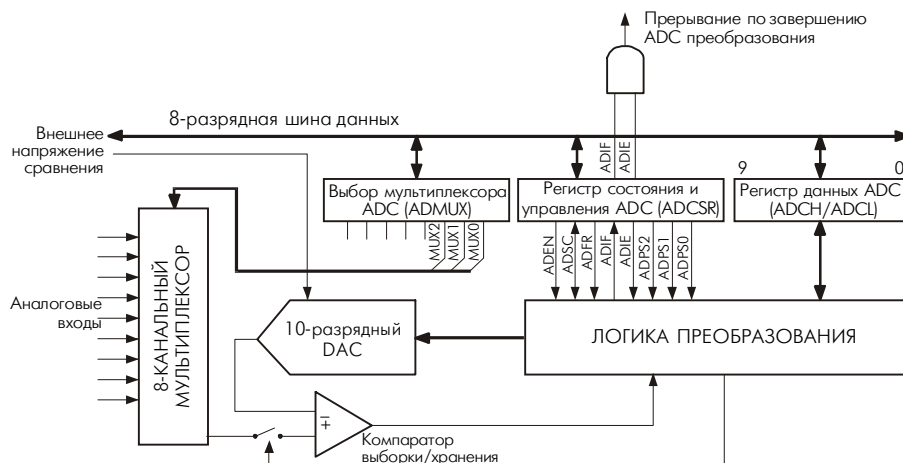 Прерывание по завершению
ADC преобразования
8-разрядная шина данных
Внешнее
напряжение
сравнения
ADIF
ADIE
9
0
Выбор мультиплексора
ADC (ADMUX)
Регистр состояния и
управления ADC (ADCSR)
Регистр данных ADC
(ADCH/ADCL)
MUX2
MUX1
MUX0
ADEN
ADSC
ADFR
ADIF
ADIE
ADPS2
ADPS1
ADPS0
Аналоговые
входы
8-КАНАЛЬНЫЙ
МУЛЬТИПЛЕКСОР
10-разрядный
DAC
ЛОГИКА ПРЕОБРАЗОВАНИЯ
+
–
Компаратор
выборки/хранения